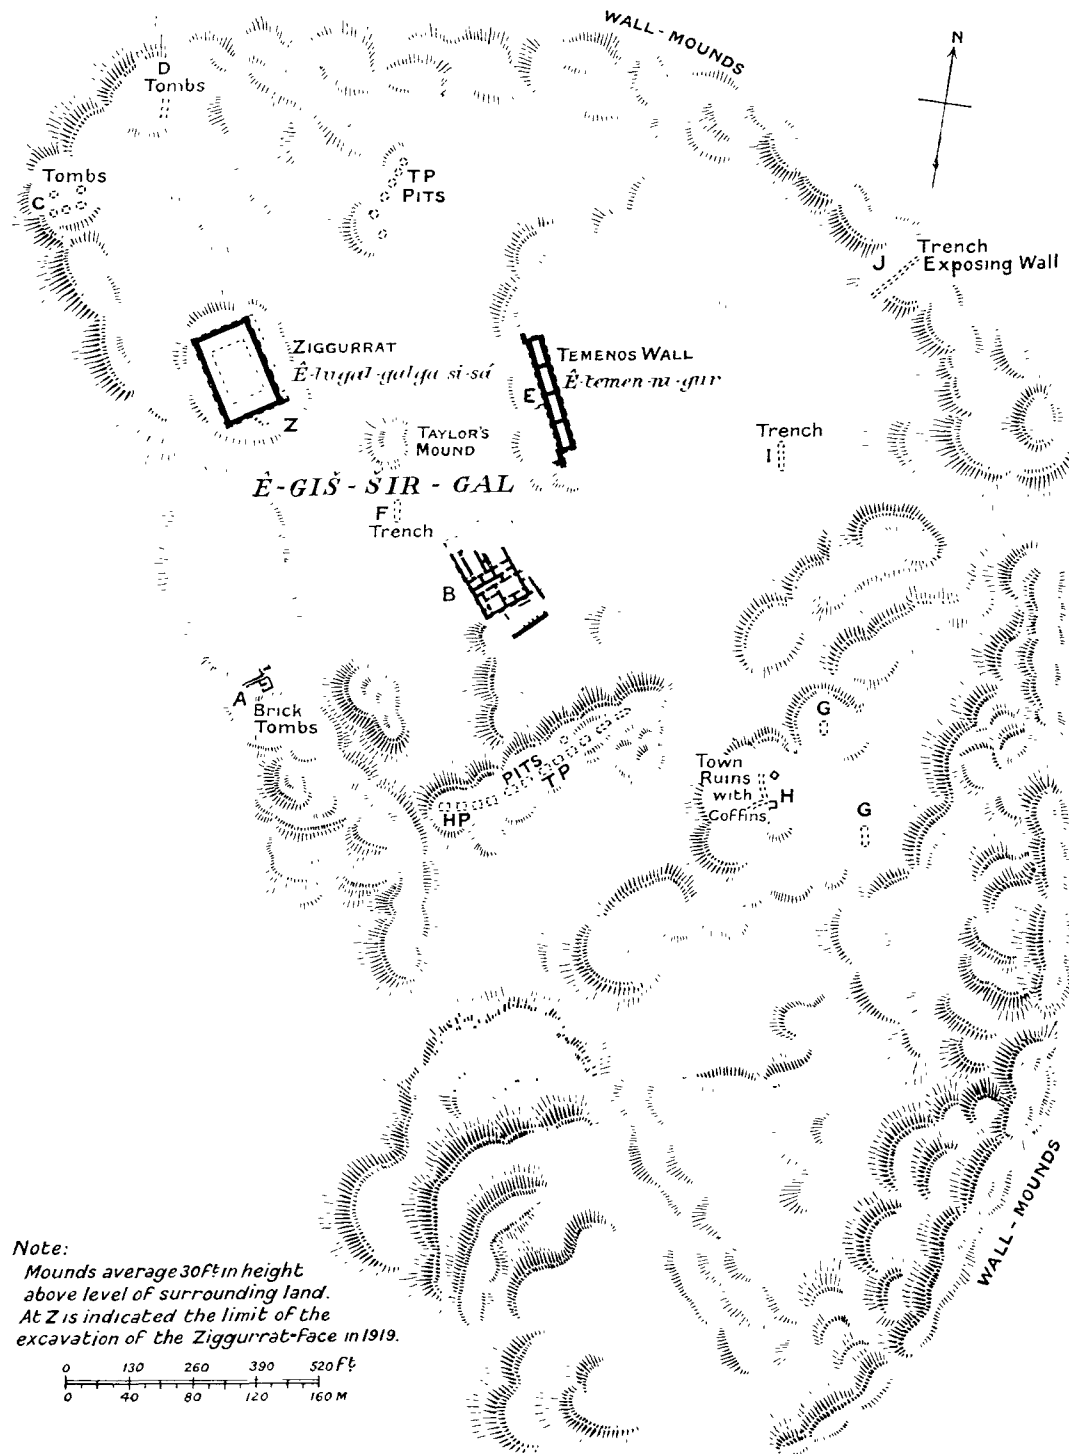 WALL-MOUNDS
N
D
Tombs
Tombs
C
TP
PITS
J
Trench
Exposing Wall
ZIGGURRAT
Ê-lugal-galga si-sá
Z
TEMENOS WALL
Ê-temen-ni-gur
E
TAYLOR'S
MOUND
Trench
I
Ê-GIŠ-ŠIR-GAL
F
Trench
B
A
Brick
Tombs
PITS
TP
HP
G
Town
Ruins
with
Coffins
H
G
WALL-MOUNDS
Note:
Mounds average 30ft in height
above level of surrounding land.
At Z is indicated the limit of the
excavation of the Ziggurrat-Face in 1919.
0 130 260 390 520 Ft
0 40 80 120 160 M